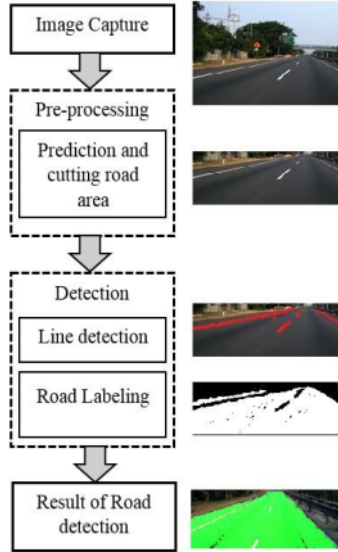 Image Capture
Pre-processing
Prediction and
cutting road
area
Detection
Line detection
Road Labeling
Result of Road
detection